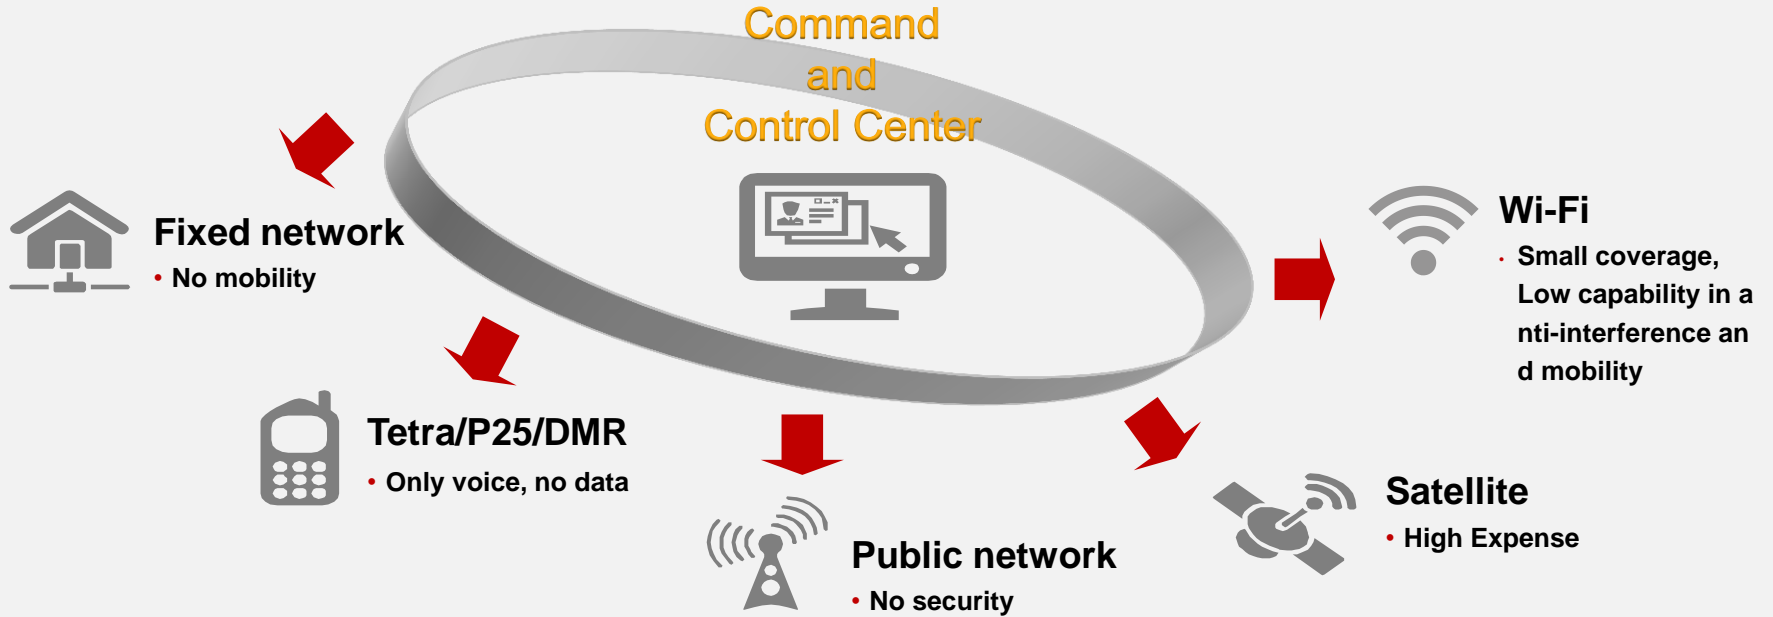 Command
and
Control Center
Fixed network
• No mobility
Tetra/P25/DMR
• Only voice, no data
Public network
• No security
Satellite
• High Expense
Wi-Fi
• Small coverage,
Low capability in a
nti-interference an
d mobility